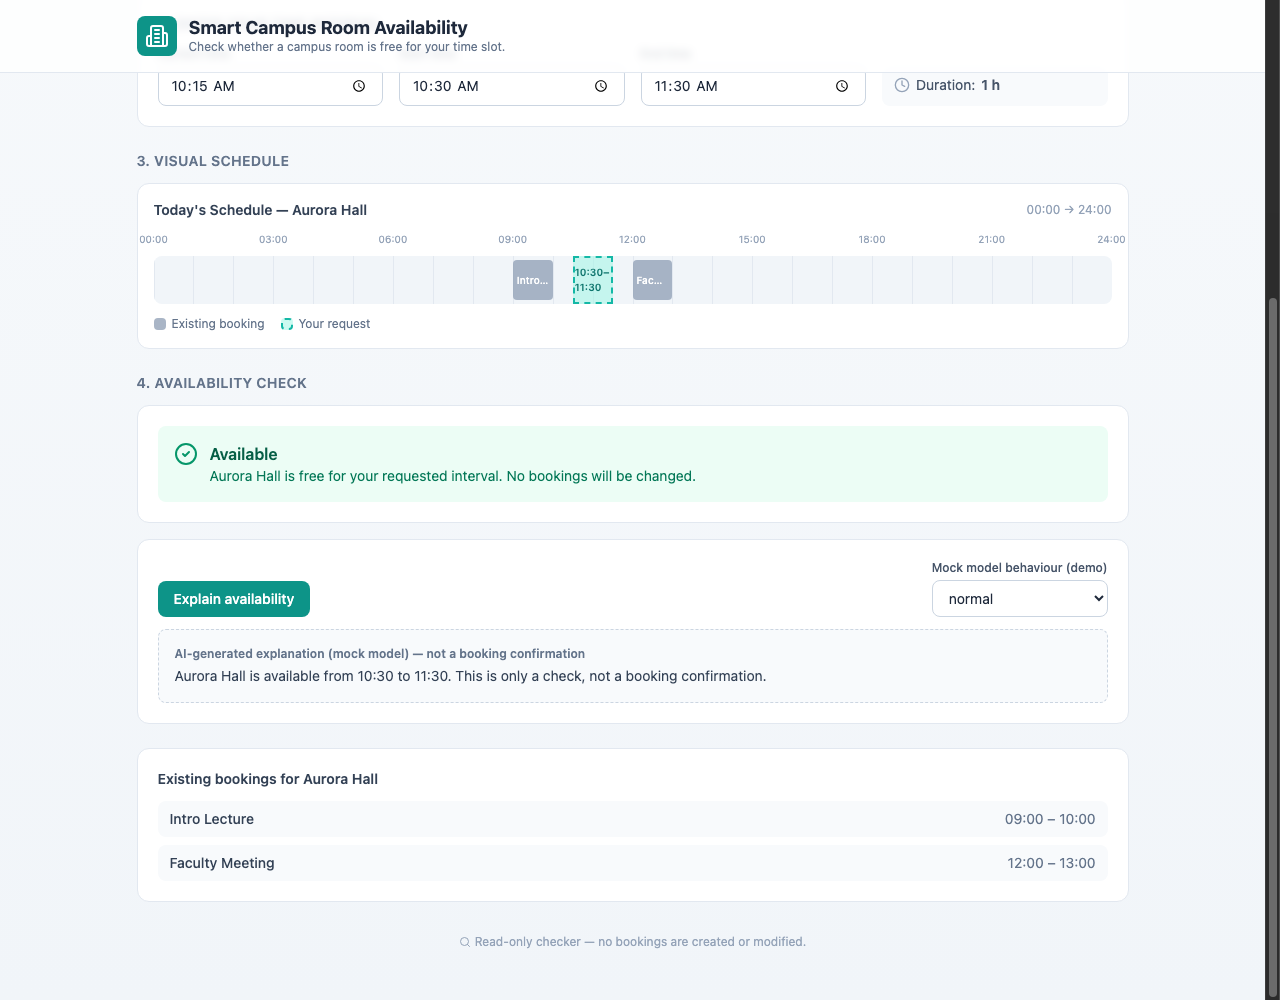 Smart Campus Room Availability
Check whether a campus room is free for your time slot.
10:15 AM
10:30 AM
11:30 AM
Duration: 1 h
3. VISUAL SCHEDULE
Today's Schedule — Aurora Hall
00:00 → 24:00
00:00
03:00
06:00
09:00
12:00
15:00
18:00
21:00
24:00
Intro...
10:30–
11:30
Fac...
Existing booking
Your request
4. AVAILABILITY CHECK
Available
Aurora Hall is free for your requested interval. No bookings will be changed.
Mock model behaviour (demo)
Explain availability
normal
AI-generated explanation (mock model) — not a booking confirmation
Aurora Hall is available from 10:30 to 11:30. This is only a check, not a booking confirmation.
Existing bookings for Aurora Hall
Intro Lecture
09:00 – 10:00
Faculty Meeting
12:00 – 13:00
Read-only checker — no bookings are created or modified.